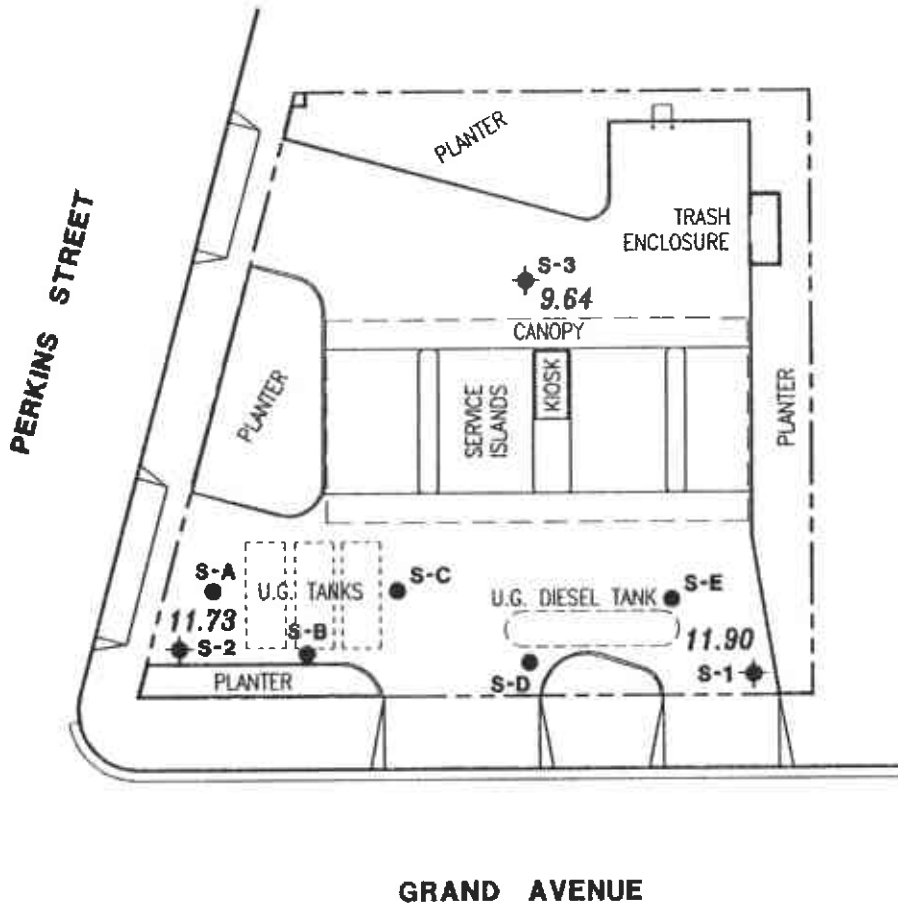 PLANTER
PERKINS STREET
TRASH
ENCLOSURE
S-3
9.64
CANOPY
PLANTER
SERVICE
ISLANDS
KIOSK
PLANTER
S-A
U.G. TANKS
S-C
U.G. DIESEL TANK
S-E
11.73
S-2
S-B
11.90
S-1
S-D
PLANTER
GRAND AVENUE